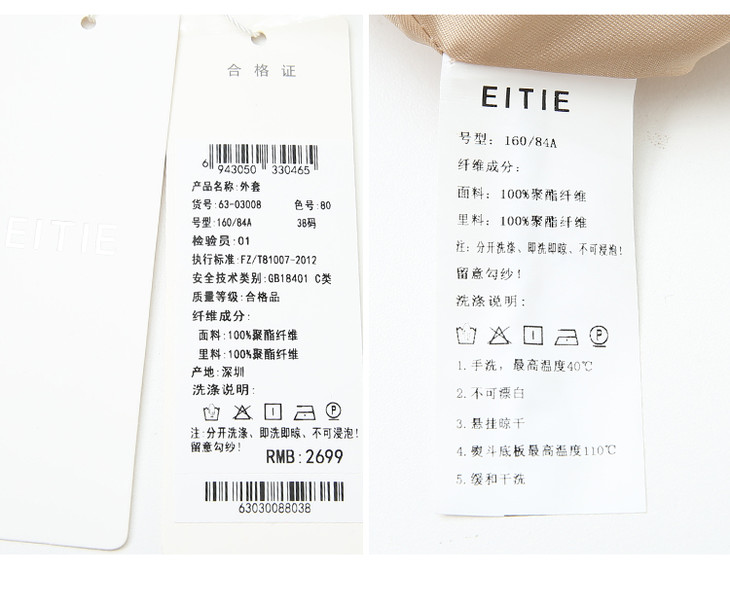 EITIE
合格证
6 943050 330465
产品名称:外套
货号:63-03008 色号:80
号型:160/84A 38码
检验员:01
执行标准:FZ/T81007-2012
安全技术类别:GB18401 C类
质量等级:合格品
纤维成分:
面料:100%聚酯纤维
里料:100%聚酯纤维
产地:深圳
洗涤说明:
P
注:分开洗涤、即洗即晾、不可浸泡!
留意勾纱!
RMB:2699
63030088038
EITIE
号型: 160/84A
纤维成分:
面料: 100%聚酯纤维
里料: 100%聚酯纤维
注: 分开洗涤、即洗即晾、不可浸泡!
留意勾纱!
洗涤说明:
P
1.手洗，最高温度40℃
2.不可漂白
3.悬挂晾干
4.熨斗底板最高温度110℃
5.缓和干洗